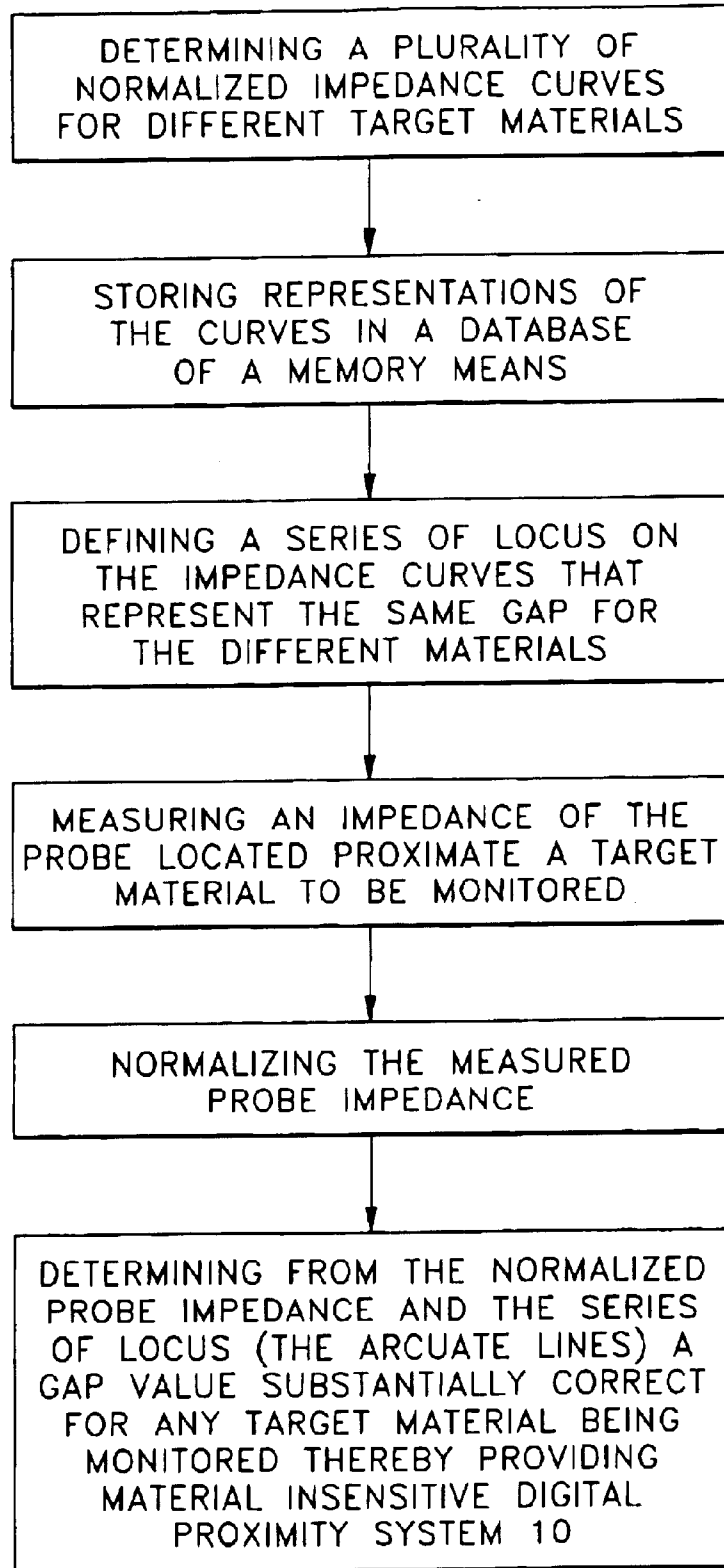 DETERMINING A PLURALITY OF
NORMALIZED IMPEDANCE CURVES
FOR DIFFERENT TARGET MATERIALS
STORING REPRESENTATIONS OF
THE CURVES IN A DATABASE
OF A MEMORY MEANS
DEFINING A SERIES OF LOCUS ON
THE IMPEDANCE CURVES THAT
REPRESENT THE SAME GAP FOR
THE DIFFERENT MATERIALS
MEASURING AN IMPEDANCE OF THE
PROBE LOCATED PROXIMATE A TARGET
MATERIAL TO BE MONITORED
NORMALIZING THE MEASURED
PROBE IMPEDANCE
DETERMINING FROM THE NORMALIZED
PROBE IMPEDANCE AND THE SERIES
OF LOCUS (THE ARCUATE LINES) A
GAP VALUE SUBSTANTIALLY CORRECT
FOR ANY TARGET MATERIAL BEING
MONITORED THEREBY PROVIDING
MATERIAL INSENSITIVE DIGITAL
PROXIMITY SYSTEM 10